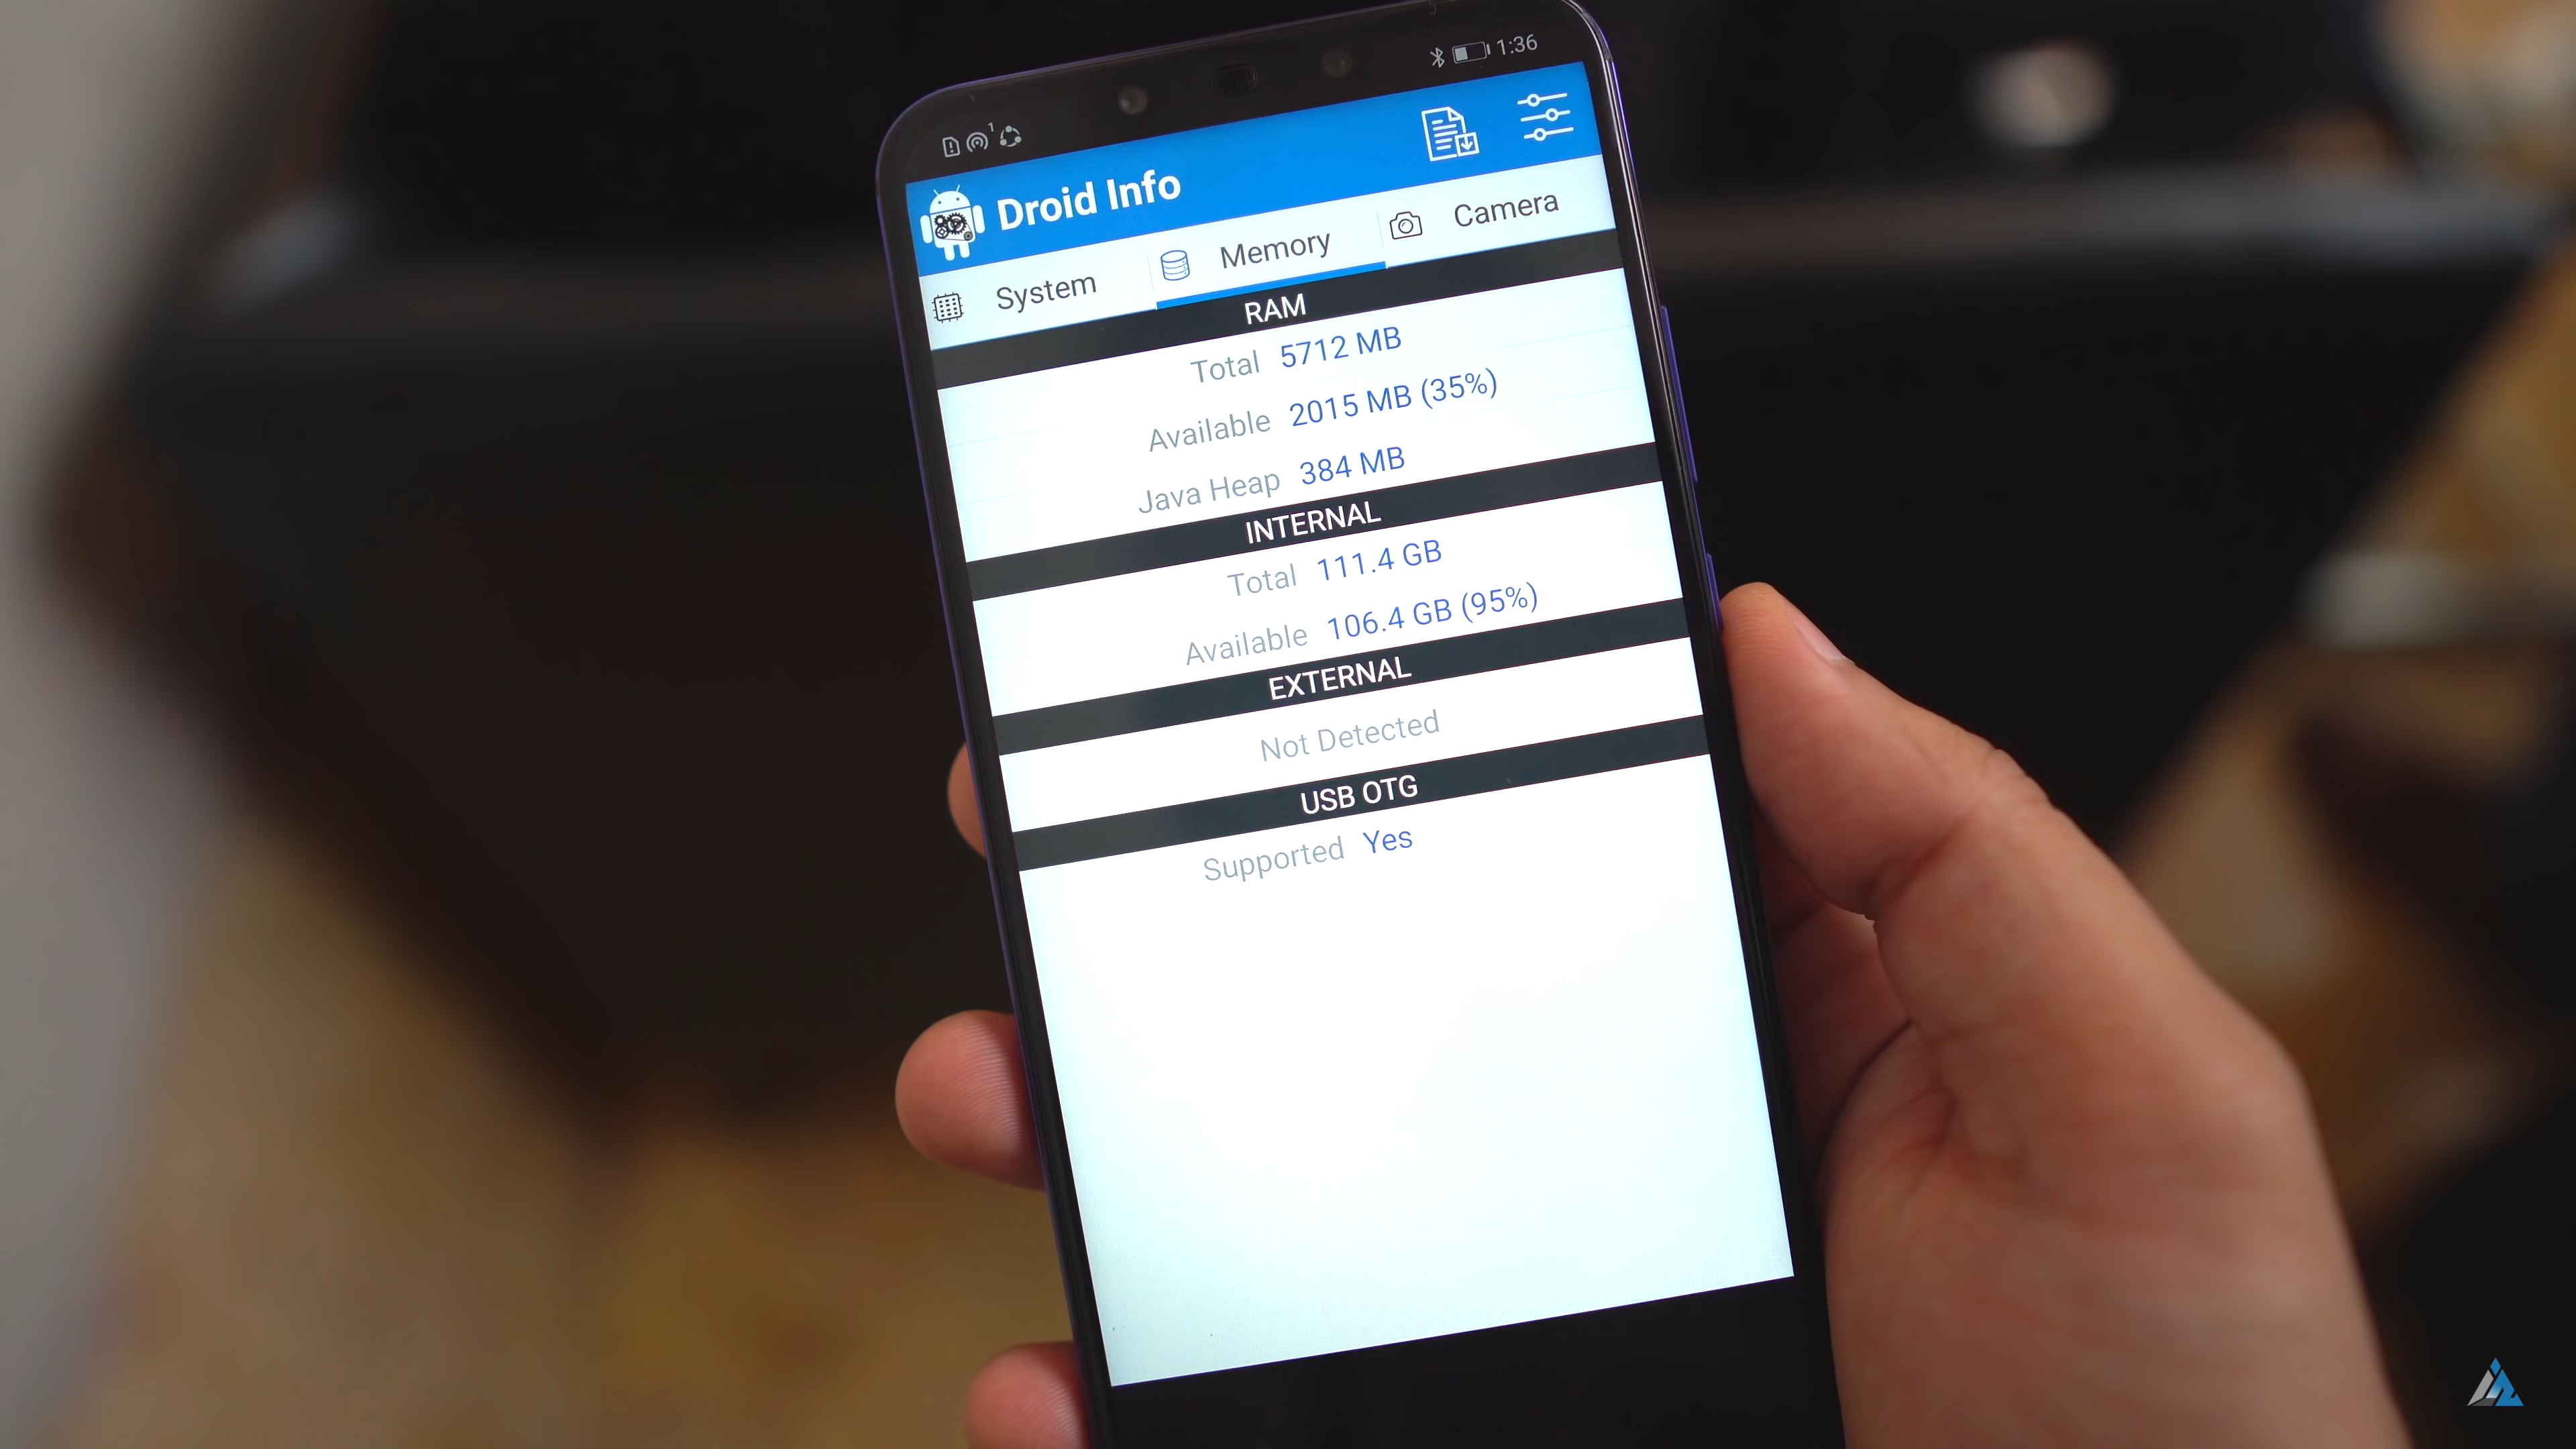 1:36
1
Droid Info
System
Memory
Camera
RAM
Total 5712 MB
Available 2015 MB (35%)
Java Heap 384 MB
INTERNAL
Total 111.4 GB
Available 106.4 GB (95%)
EXTERNAL
Not Detected
USB OTG
Supported Yes